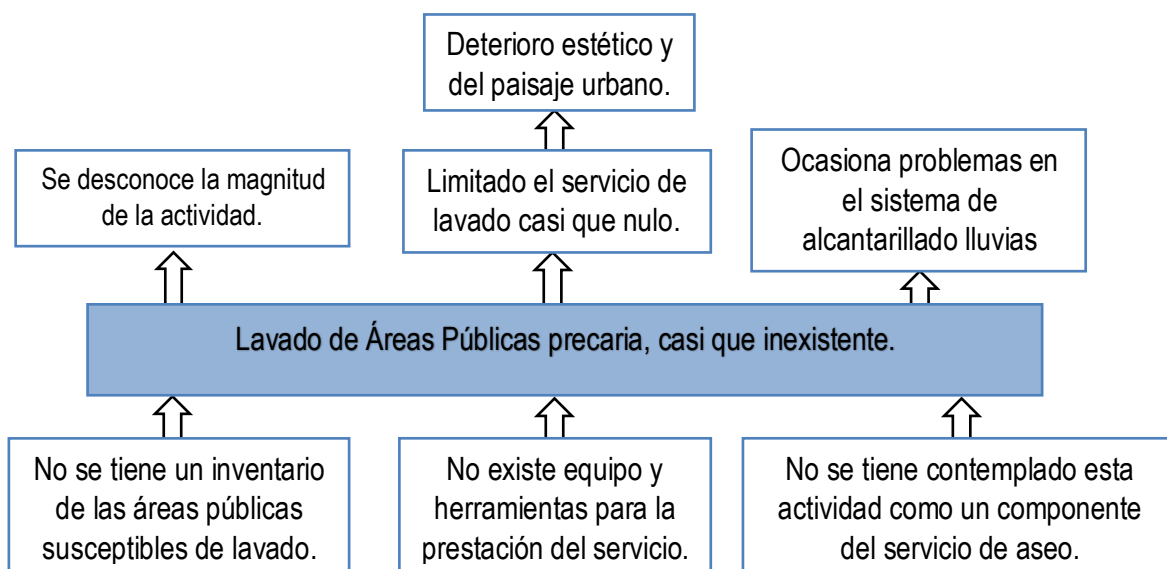 Deterioro estético y
del paisaje urbano.
Se desconoce la magnitud
de la actividad.
Limitado el servicio de
lavado casi que nulo.
Ocasiona problemas en
el sistema de
alcantarillado lluvias
Lavado de Áreas Públicas precaria, casi que inexistente.
No se tiene un inventario
de las áreas públicas
susceptibles de lavado.
No existe equipo y
herramientas para la
prestación del servicio.
No se tiene contemplado esta
actividad como un componente
del servicio de aseo.